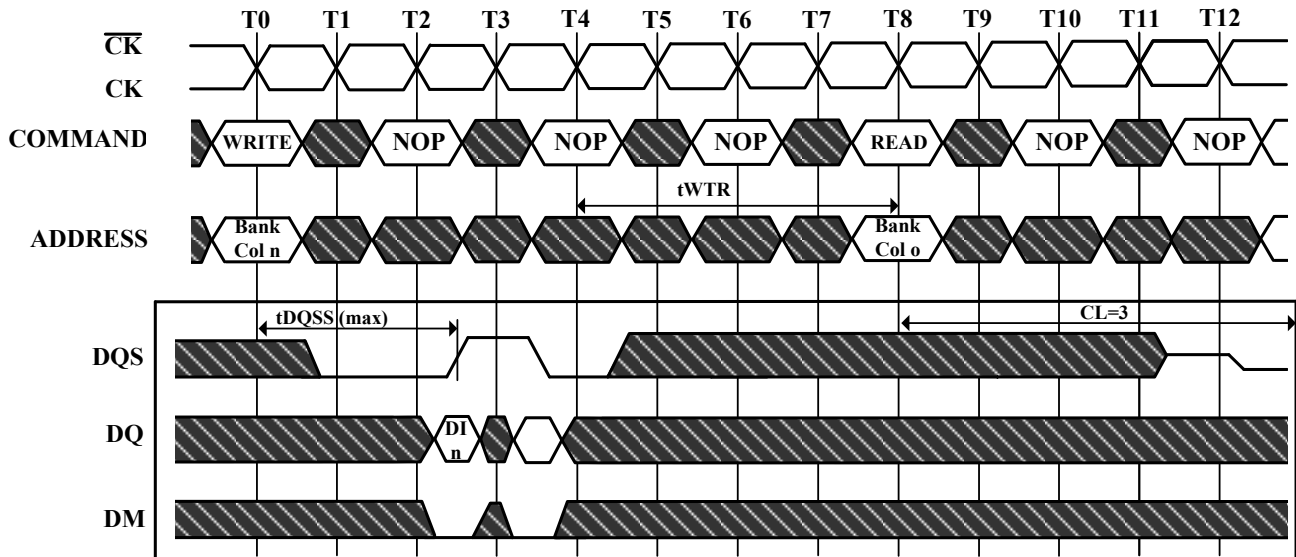 T0 T1 T2 T3 T4 T5 T6 T7 T8 T9 T10 T11 T12
CK
CK
COMMAND WRITE NOP NOP NOP READ NOP NOP
tWTR
ADDRESS Bank Col n Bank Col o
tDQSS (max) CL=3
DQS
DQ DI n
DM